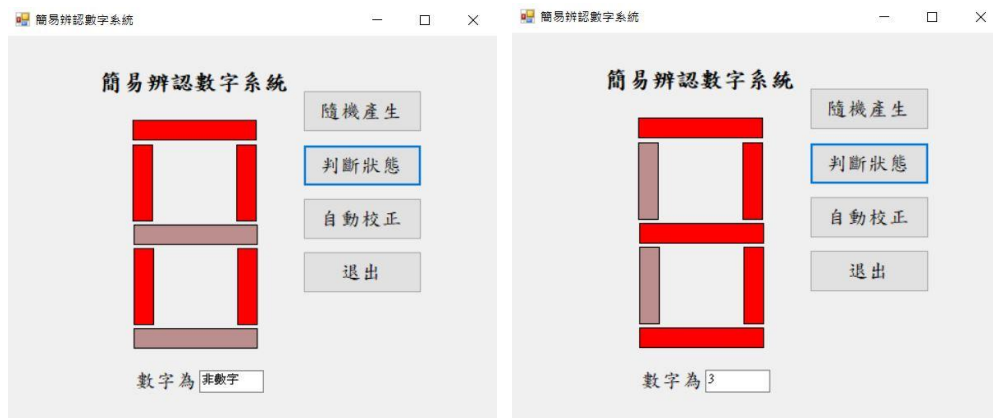 簡易辨認數字系統
簡易辨認數字系統
隨機產生
判斷狀態
自動校正
退出
數字為 非數字
簡易辨認數字系統
簡易辨認數字系統
隨機產生
判斷狀態
自動校正
退出
數字為 3